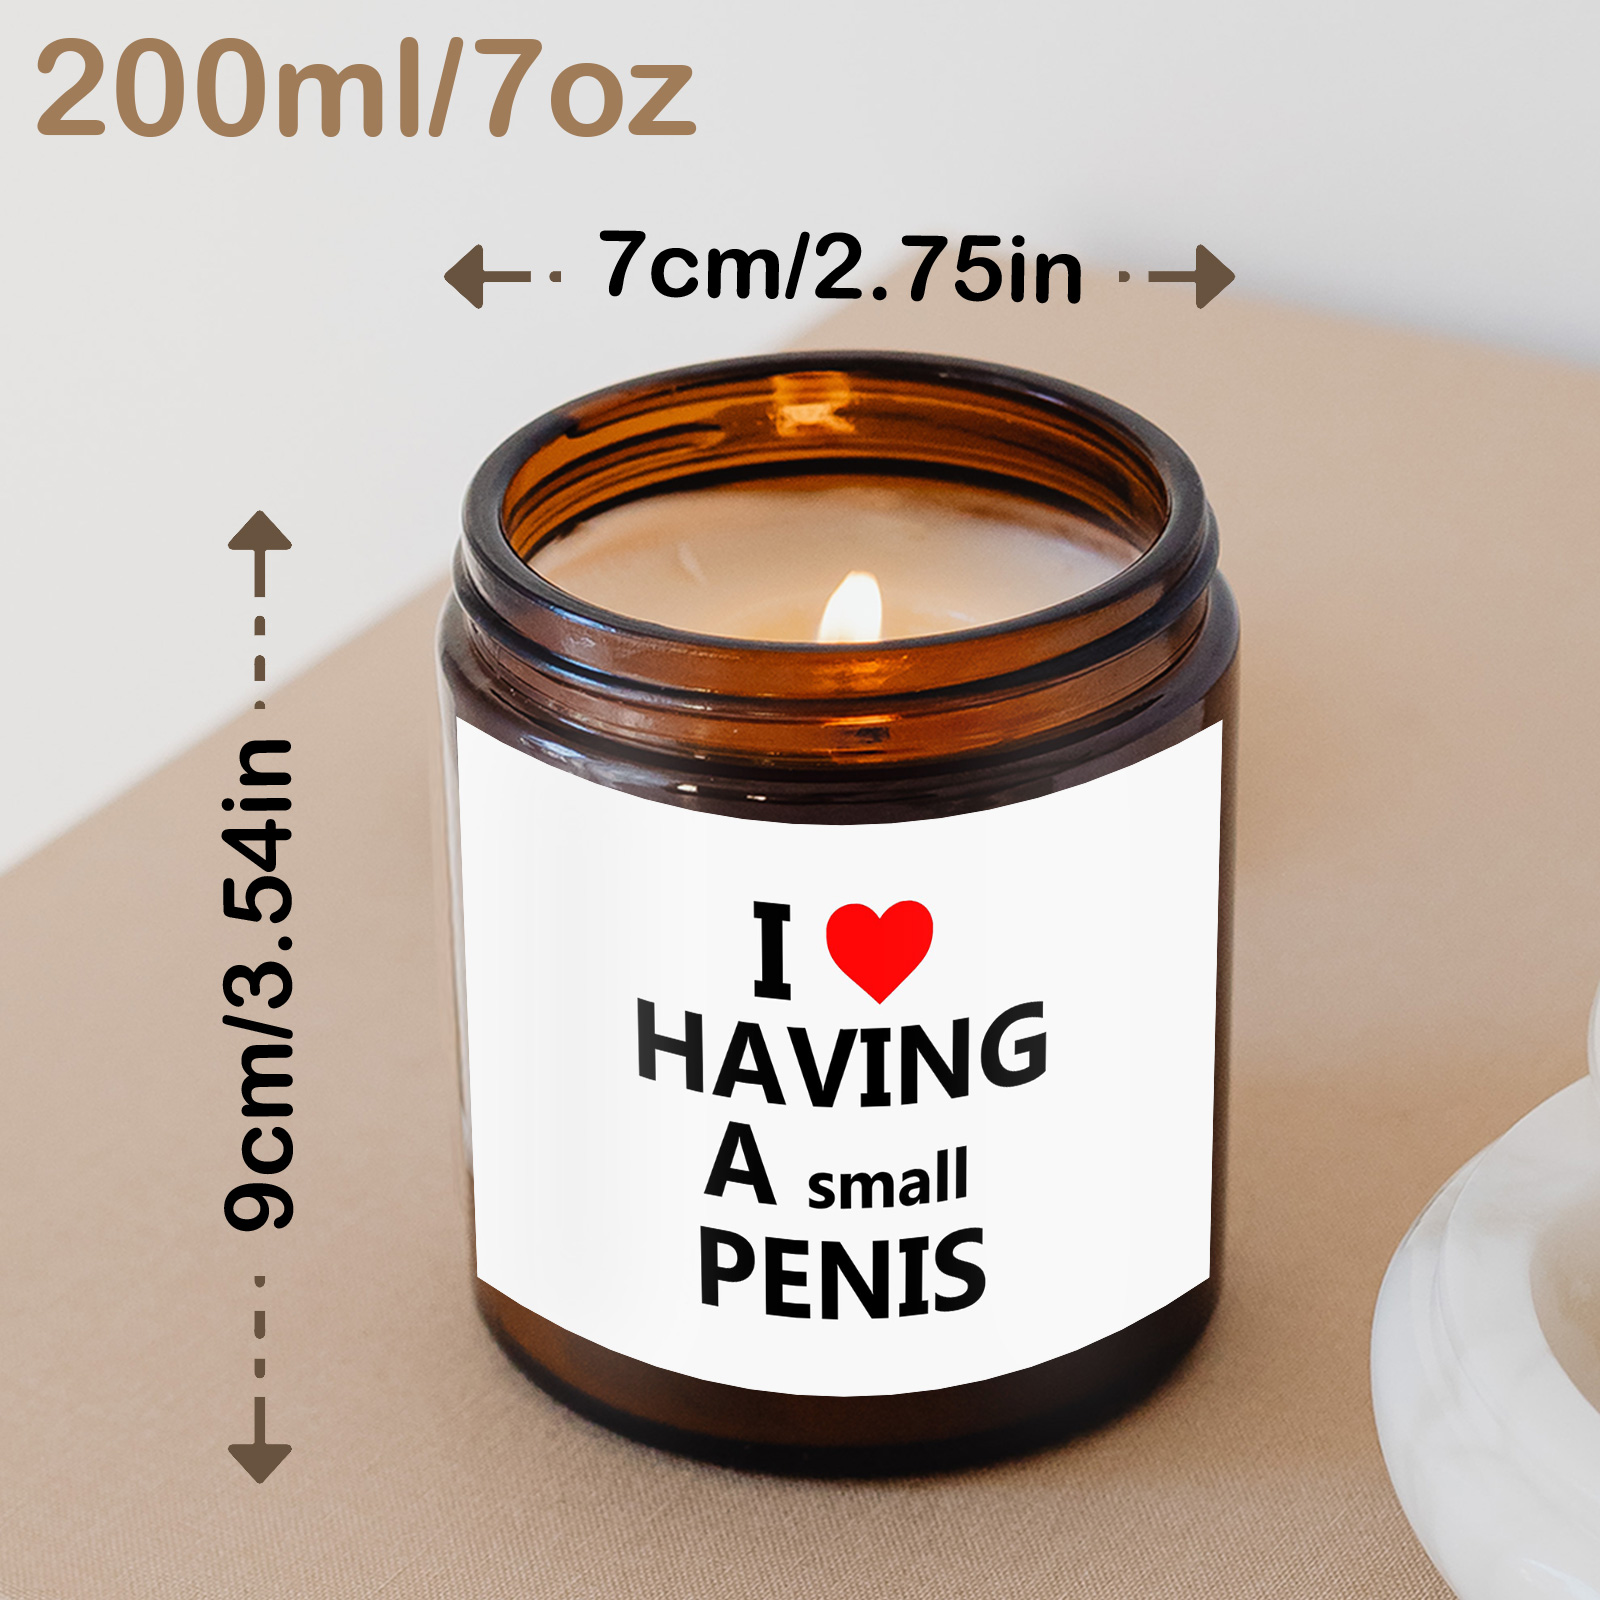 200ml/7oz
7cm/2.75in
9cm/3.54in
I ❤
HAVING
A small
PENIS